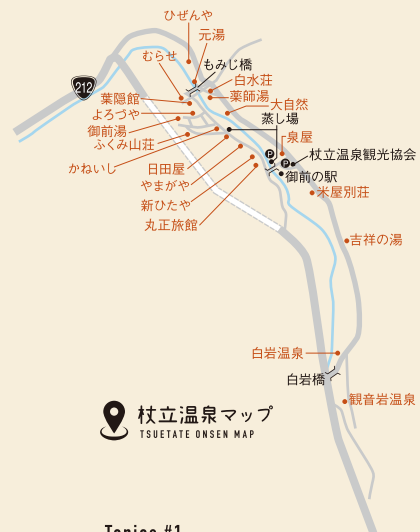 ひぜんや
元湯
むらせ
もみじ橋
212
白水荘
葉隠館
薬師湯
よろづや
大自然
御前湯
蒸し場
ふくみ山荘
泉屋
P
杖立温泉観光協会
かねいし
日田屋
P
御前の駅
やまがや
米屋別荘
新ひたや
丸正旅館
吉祥の湯
白岩温泉
白岩橋
観音岩温泉
杖立温泉マップ
TSUETATE ONSEN MAP
Topics #1